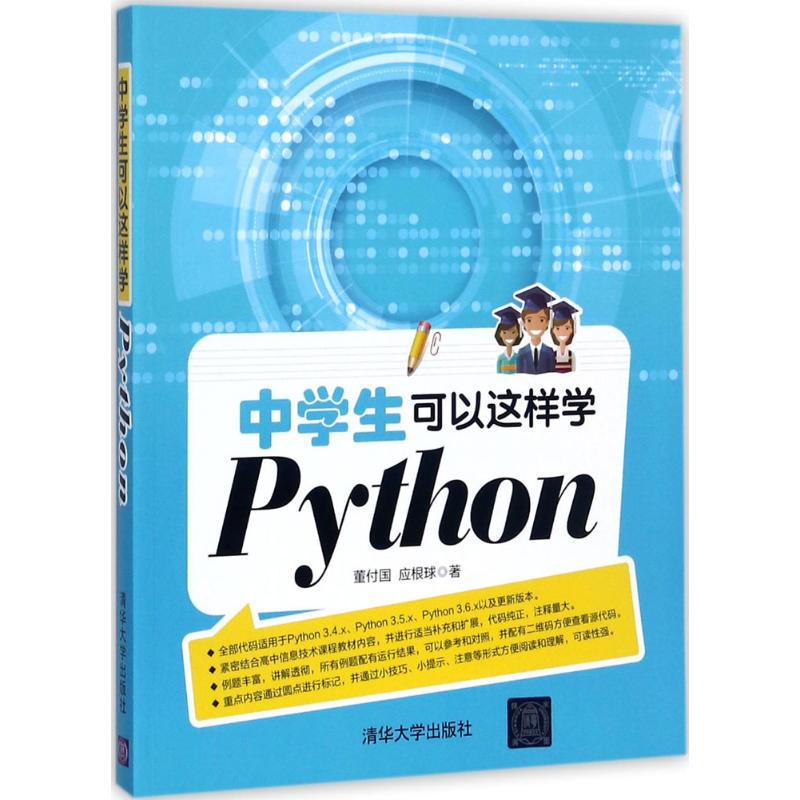 中学生可以这样学
Python
清华大学出版社
中学生可以这样学
Python
董付国 应根球◎著
◆ 全部代码适用于Python 3.4.x、Python 3.5.x、Python 3.6.x以及更新版本。
◆ 紧密结合高中信息技术课程教材内容，并进行适当补充和扩展，代码纯正，注释量大。
◆ 例题丰富，讲解透彻，所有例题配有运行结果，可以参考和对照，并配有二维码方便查看源代码。
◆ 重点内容通过圆点进行标记，并通过小技巧、小提示、注意等形式方便阅读和理解，可读性强。
清华大学出版社